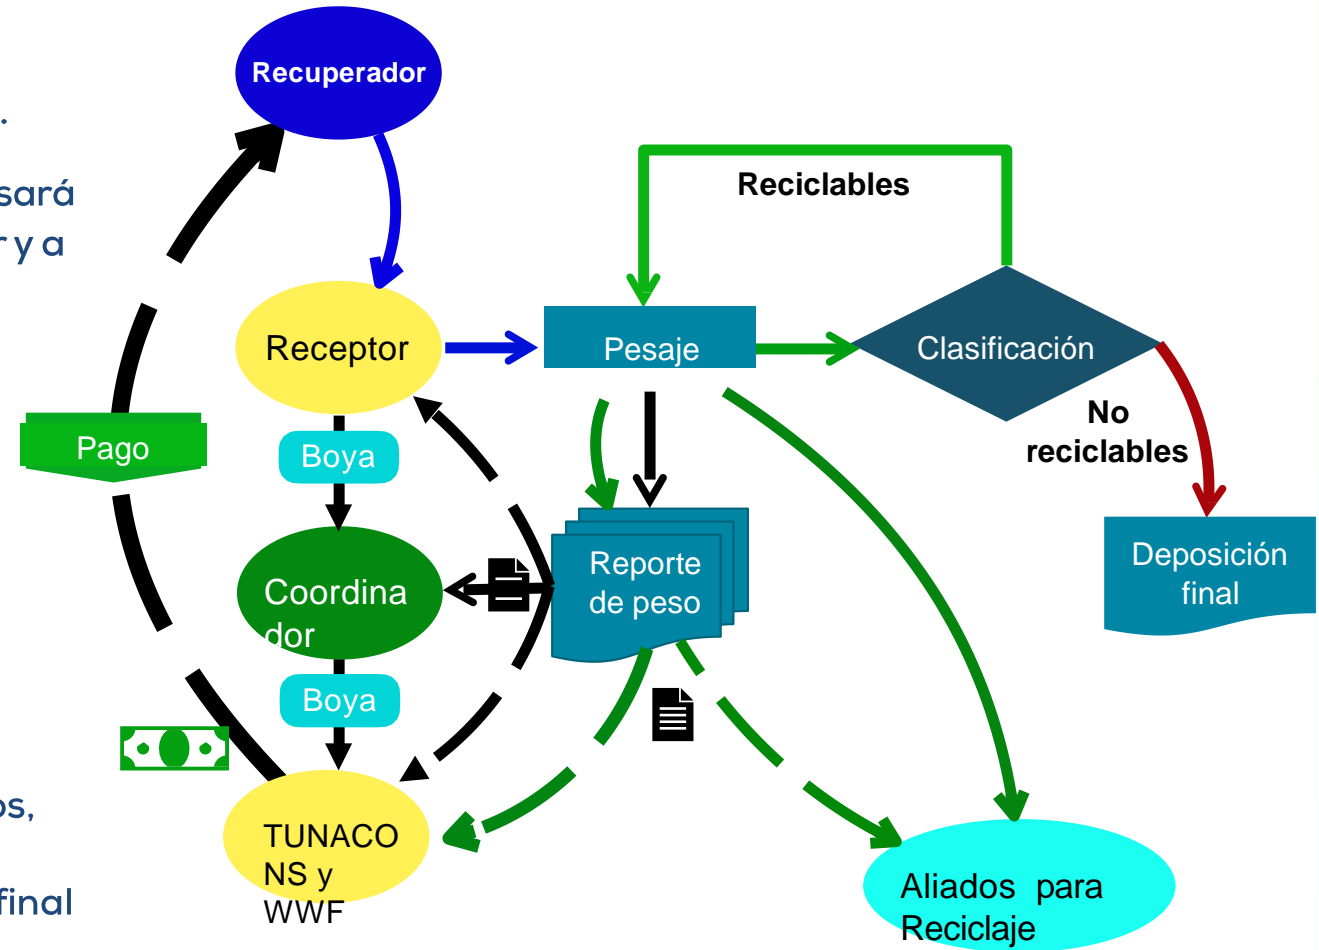 .
sará
r y a
os,
final
Recuperador
Reciclables
Receptor
Pesaje
Clasificación
No
reciclables
Pago
Boya
Reporte
de peso
Deposición
final
Coordina
dor
Boya
TUNACO
NS y
WWF
Aliados para
Reciclaje